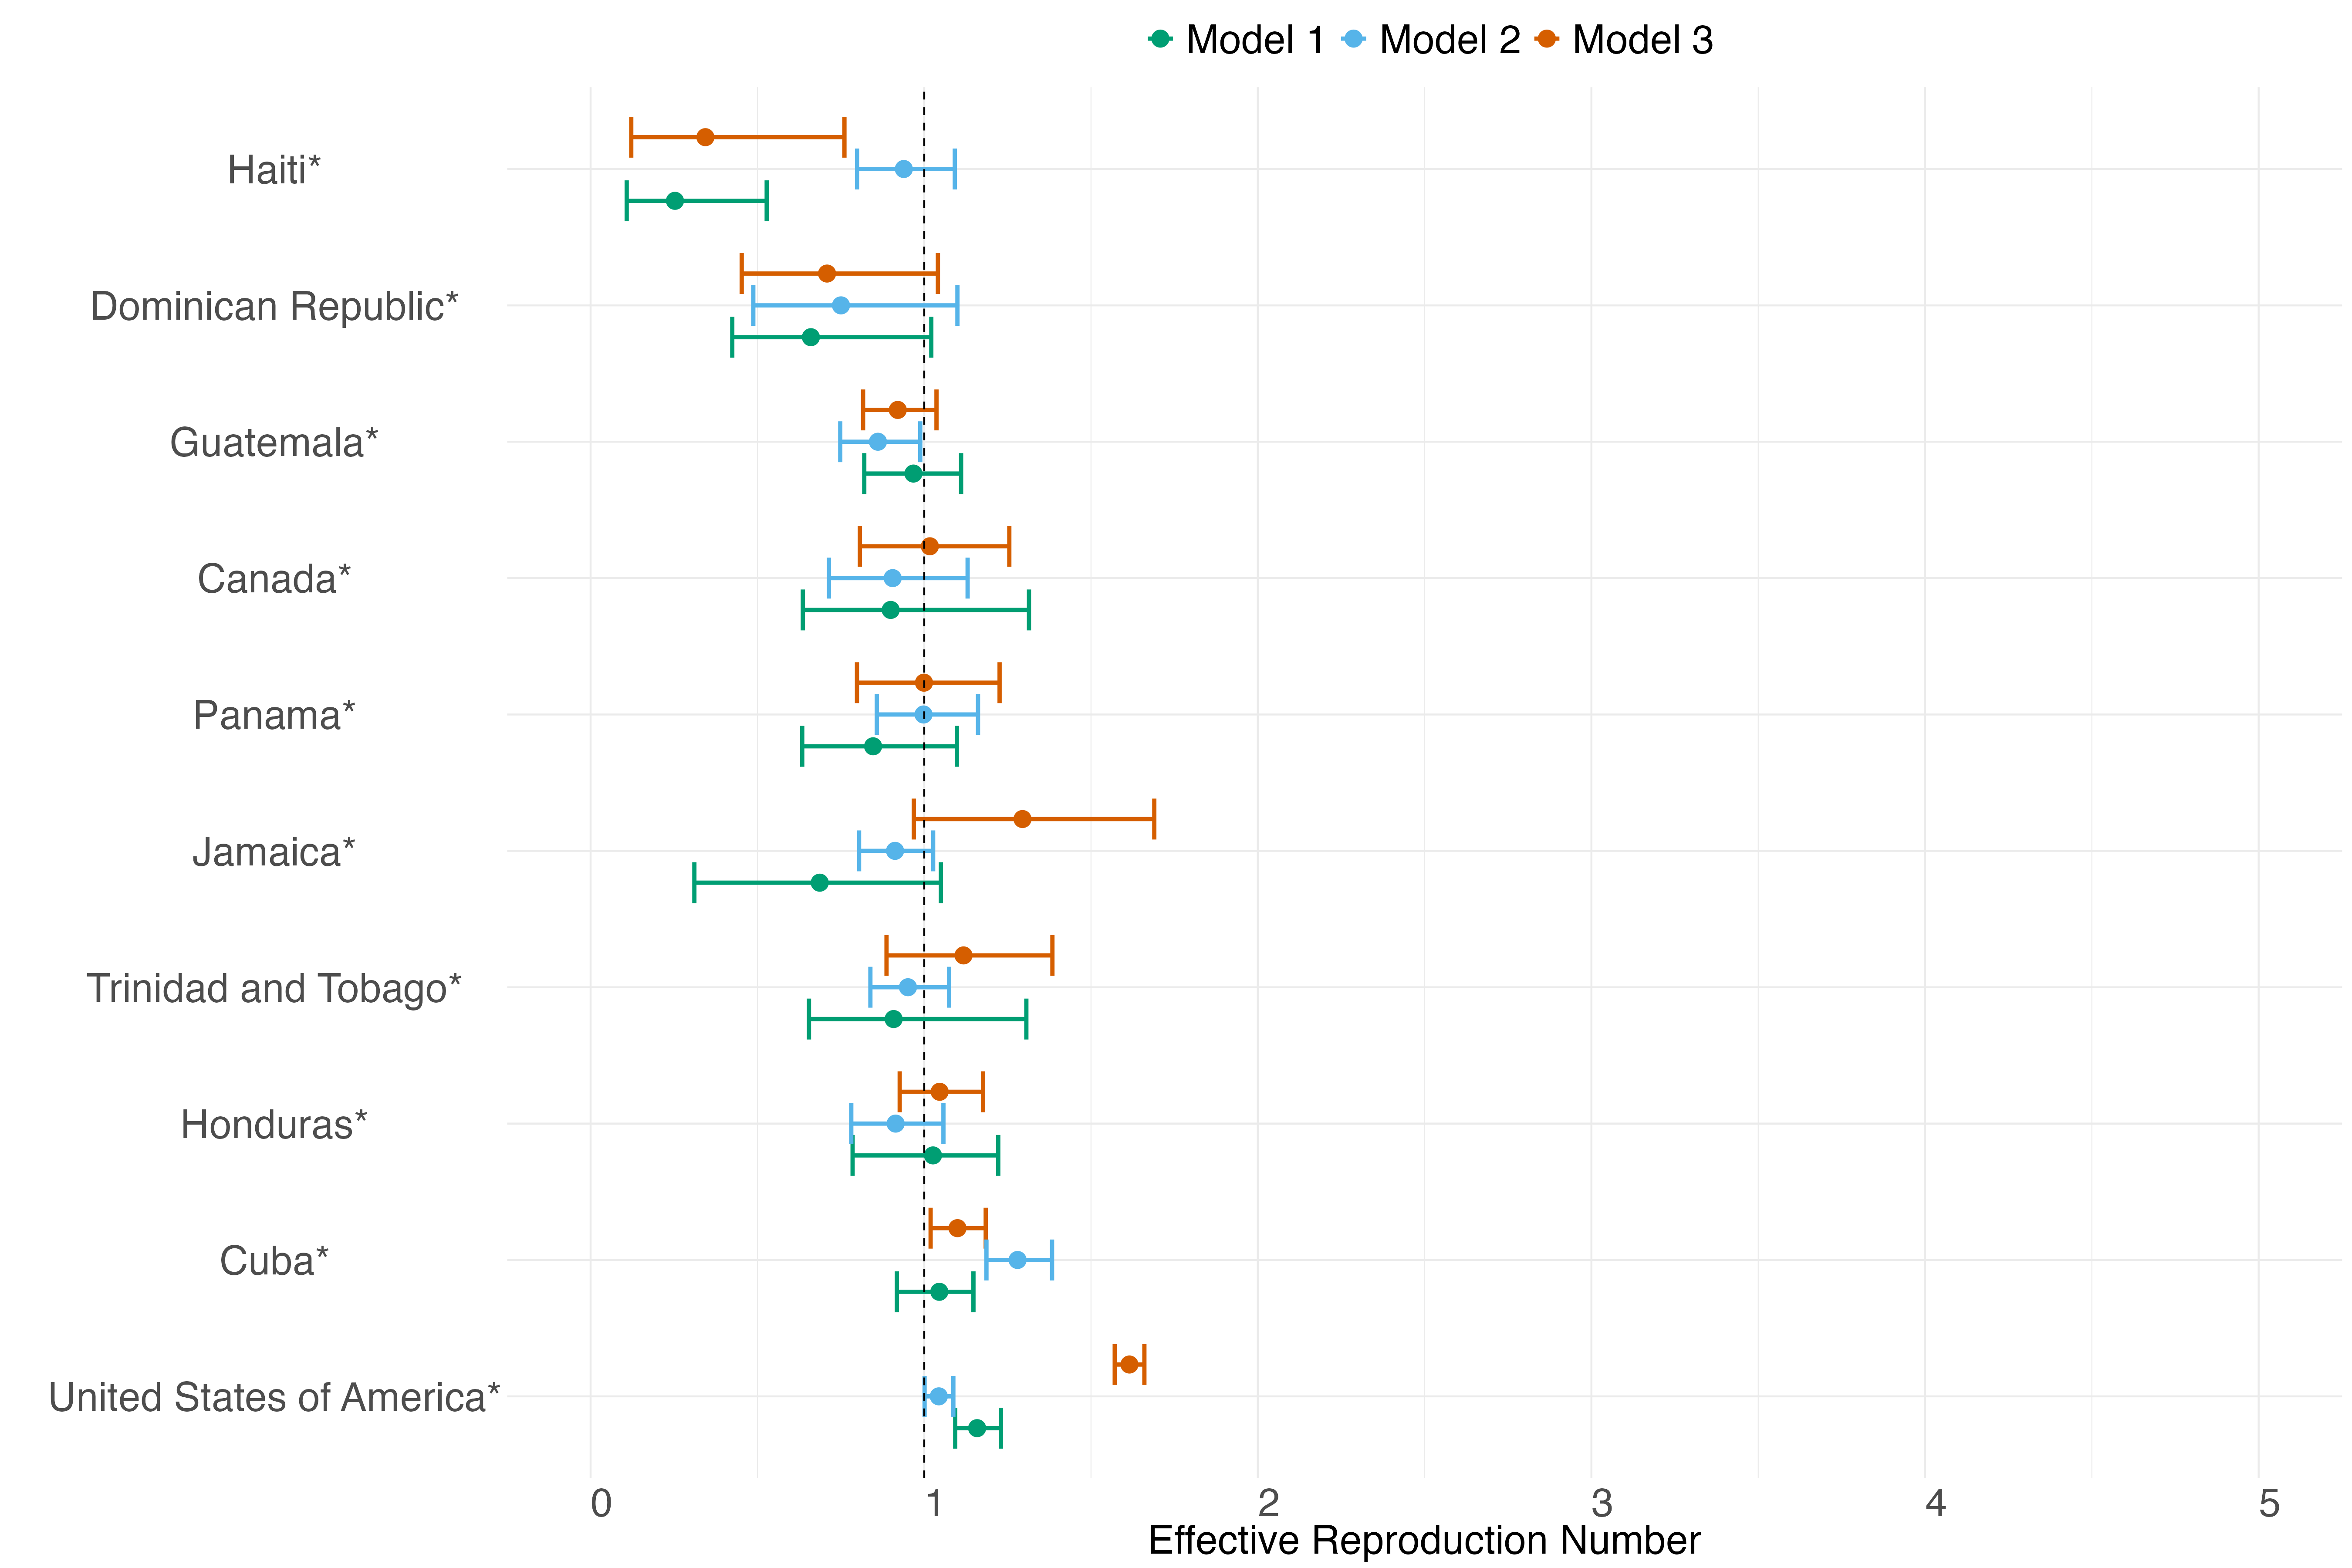 Model 1 Model 2 Model 3
Haiti*
Dominican Republic*
Guatemala*
Canada*
Panama*
Jamaica*
Trinidad and Tobago*
Honduras*
Cuba*
United States of America*
0 1 2 3 4 5
Effective Reproduction Number